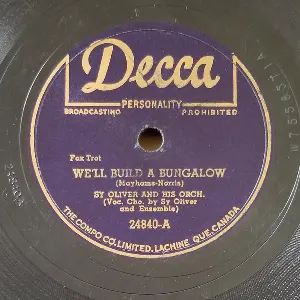 Decca
PERSONALITY
BROADCASTING PROHIBITED
Fox Trot
WE'LL BUILD A BUNGALOW
(Mayhams-Norris)
SY OLIVER AND HIS ORCH.
(Voc. Cho. by Sy Oliver
and Ensemble)
24840-A
THE COMPO CO. LIMITED. LACHINE QUE. CANADA